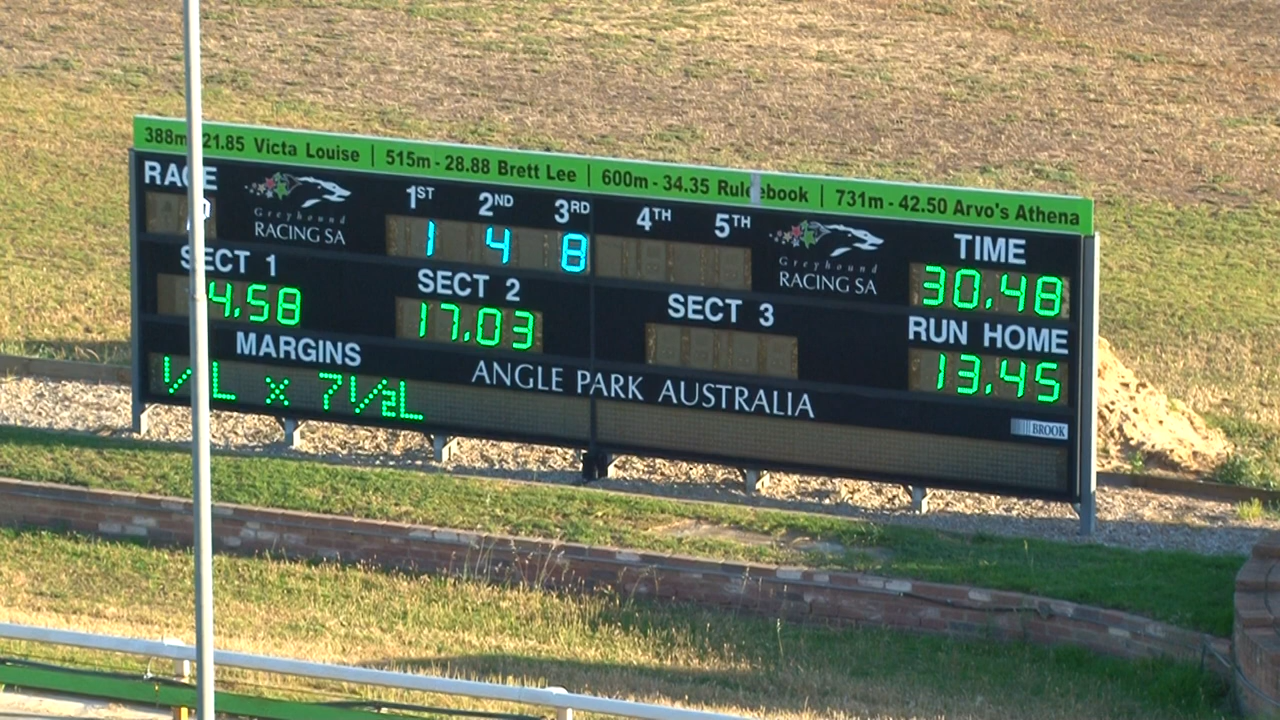 388m 21.85 Victa Louise | 515m - 28.88 Brett Lee | 600m - 34.35 Rulebook | 731m - 42.50 Arvo's Athena
RACE
Greyhound
RACING SA
1ST 2ND 3RD 4TH 5TH
1 4 8
Greyhound
RACING SA
TIME
30.48
SECT 1
4.58
SECT 2
17.03
SECT 3
RUN HOME
13.45
MARGINS
L x 7 1/2L
ANGLE PARK AUSTRALIA
BROOK